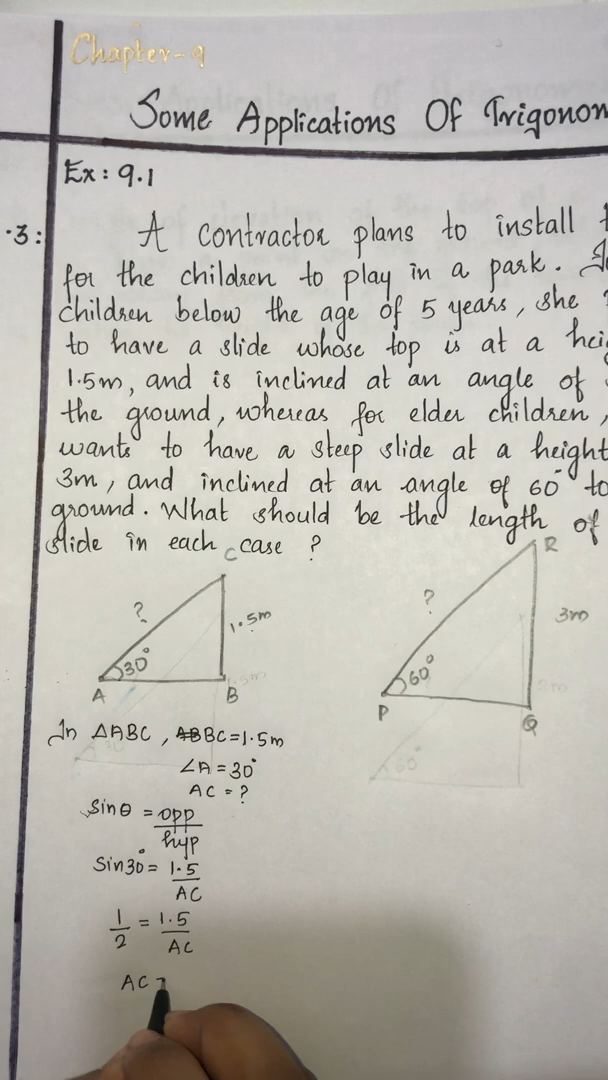 Chapter-9
Some Applications Of Trigonom
Ex: 9.1
.3: A contractor plans to install
for the children to play in a park.
children below the age of 5 years, she
to have a slide whose top is at a hei
1.5m, and is inclined at an angle of
the ground, whereas for elder children,
wants to have a steep slide at a height
3m, and inclined at an angle of 60° to
ground. What should be the length of
slide in each case ?
C
R
?
1.5m
30°
A
B
?
3m
60°
P
Q
In △ABC, BC=1.5m
∠A = 30°
AC = ?
Sinθ = opp
hyp
Sin30° = 1.5
AC
1/2 = 1.5
AC
AC =